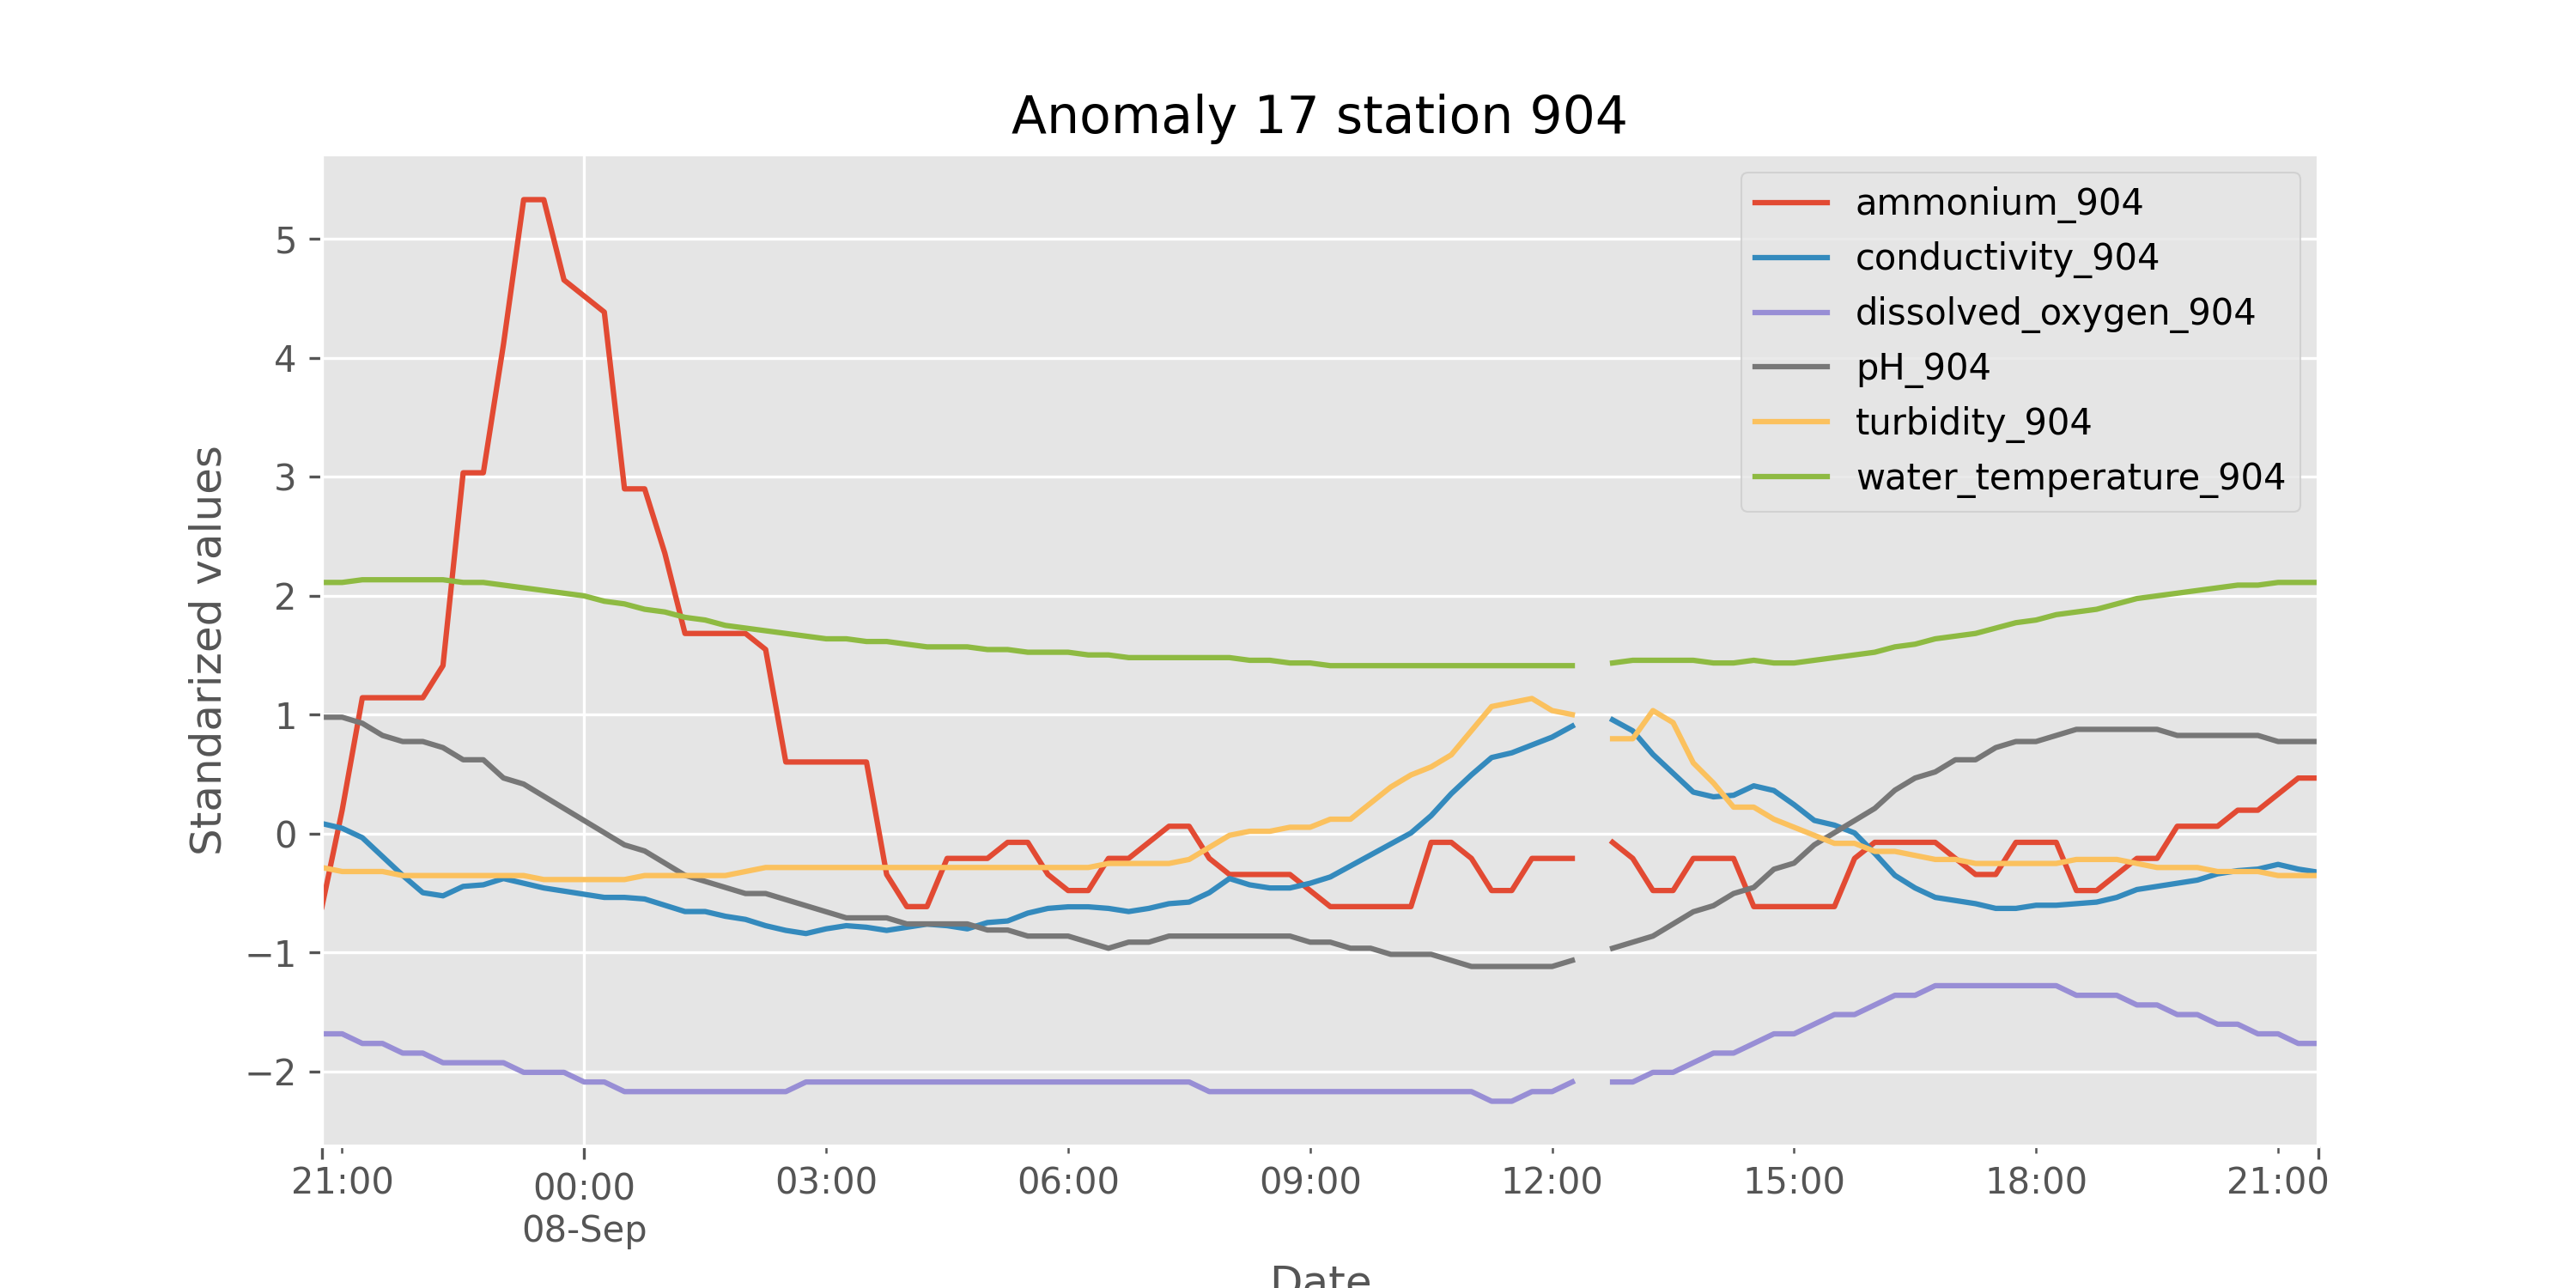 Anomaly 17 station 904
ammonium_904
conductivity_904
dissolved_oxygen_904
pH_904
turbidity_904
water_temperature_904
Standarized values
5
4
3
2
1
0
−1
−2
21:00 00:00 03:00 06:00 09:00 12:00 15:00 18:00 21:00
08-Sep
Date